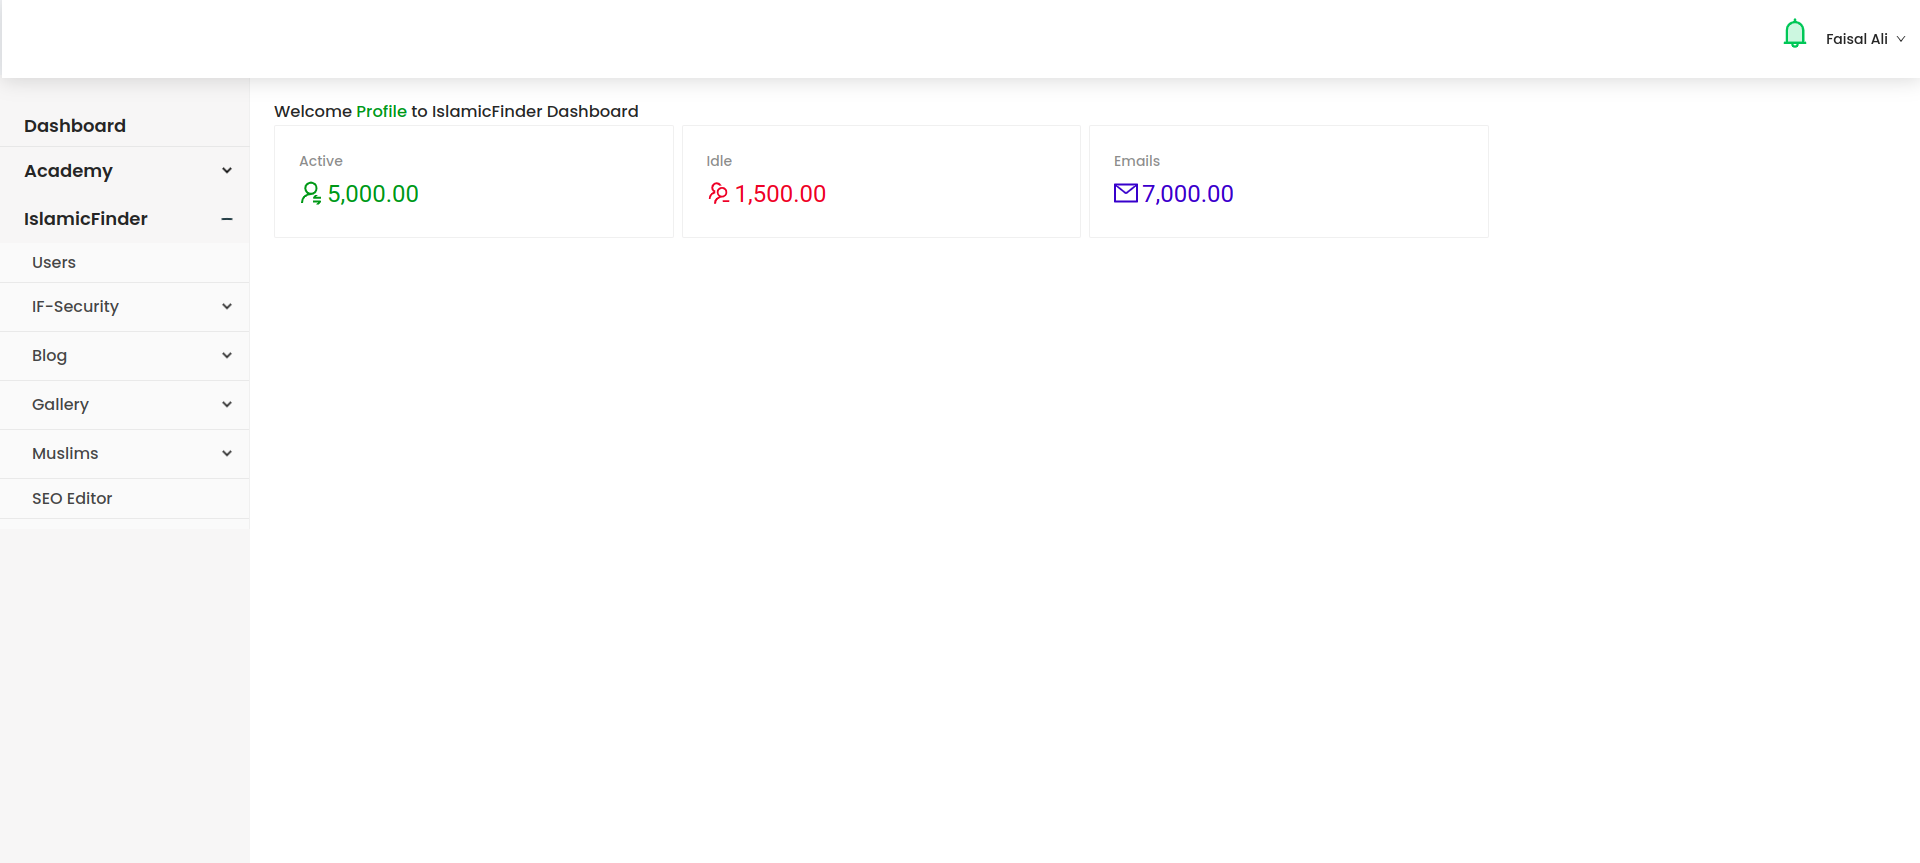 Faisal Ali
Dashboard
Academy
IslamicFinder
Users
IF-Security
Blog
Gallery
Muslims
SEO Editor
Welcome Profile to IslamicFinder Dashboard
Active
5,000.00
Idle
1,500.00
Emails
7,000.00